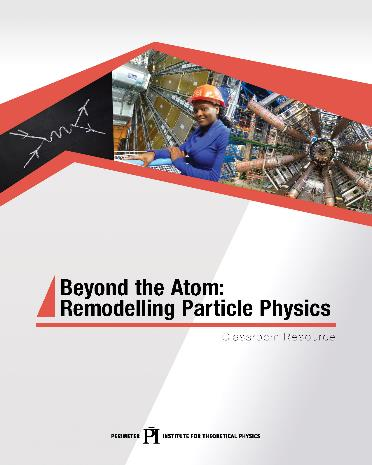 Beyond the Atom:
Remodelling Particle Physics
Classroom Resource
PERIMETER PI INSTITUTE FOR THEORETICAL PHYSICS